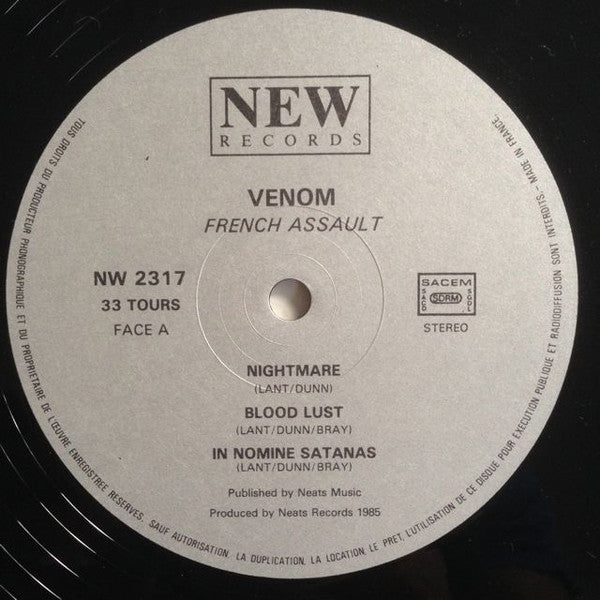 NEW
RECORDS
VENOM
FRENCH ASSAULT
NW 2317
33 TOURS
FACE A
SACEM
SACD
SDRM
SGDL
STEREO
NIGHTMARE
(LANT/DUNN)
BLOOD LUST
(LANT/DUNN/BRAY)
IN NOMINE SATANAS
(LANT/DUNN/BRAY)
Published by Neats Music
Produced by Neats Records 1985
TOUS DROITS DU PRODUCTEUR PHONOGRAPHIQUE ET DU PROPRIETAIRE DE L'ŒUVRE ENREGISTREE RESERVES. SAUF AUTORISATION. LA DUPLICATION. LA LOCATION. LE PRET. L'UTILISATION DE CE DISQUE POUR EXECUTION PUBLIQUE ET RADIODIFFUSION SONT INTERDITS. - MADE IN FRANCE.